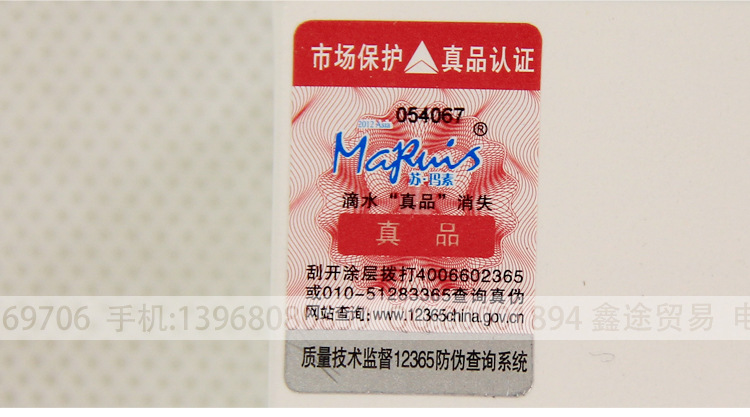 市场保护 真品认证
054067
2012 Asia
MaRuis®
苏·玛素
滴水“真品”消失
真 品
刮开涂层拨打4006602365
或010-51283365查询真伪
69706 手机:139680 894 鑫途贸易 电
网站查询:www.12365china.gov.cn
质量技术监督12365防伪查询系统